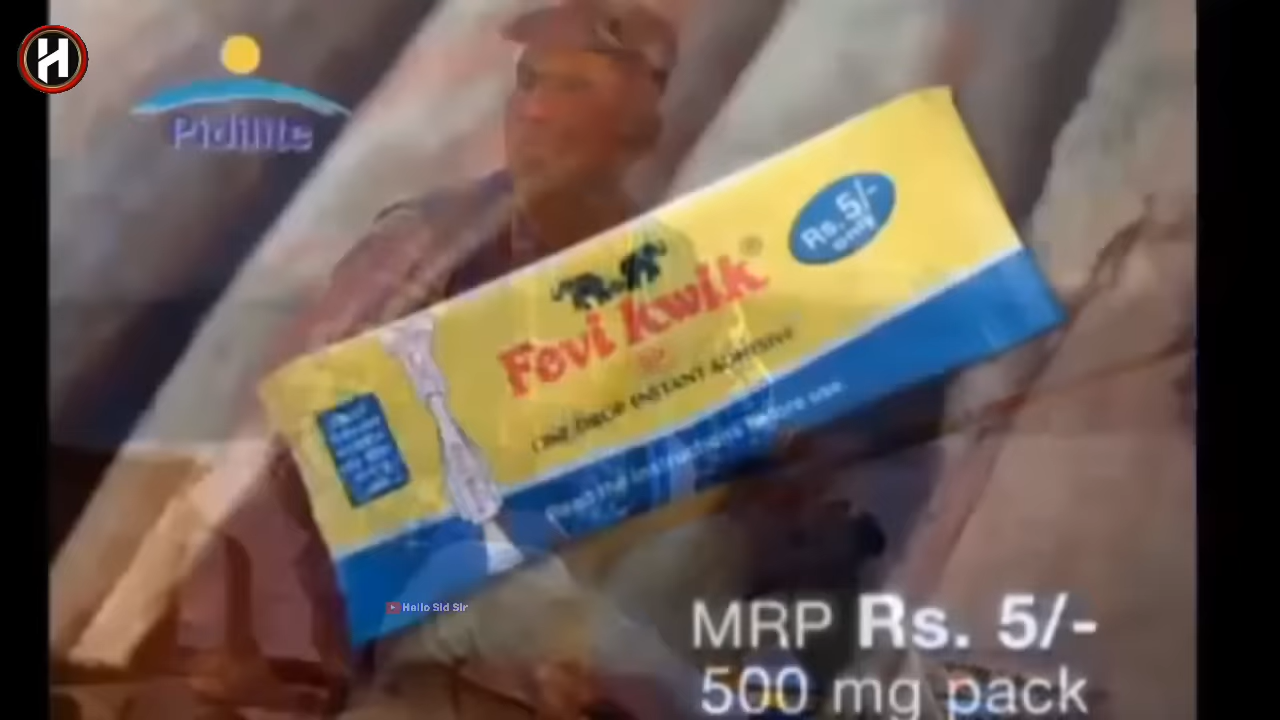 H
Pidilite
Rs. 5/-
only
Fevi kwik®
ONE DROP INSTANT ADHESIVE
Read the instructions before use
Hello Sid Sir
MRP Rs. 5/-
500 mg pack